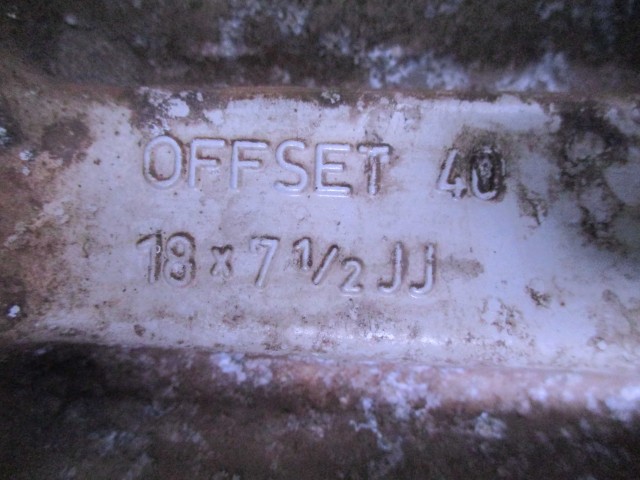 OFFSET 40
18 x 7 1/2 JJ